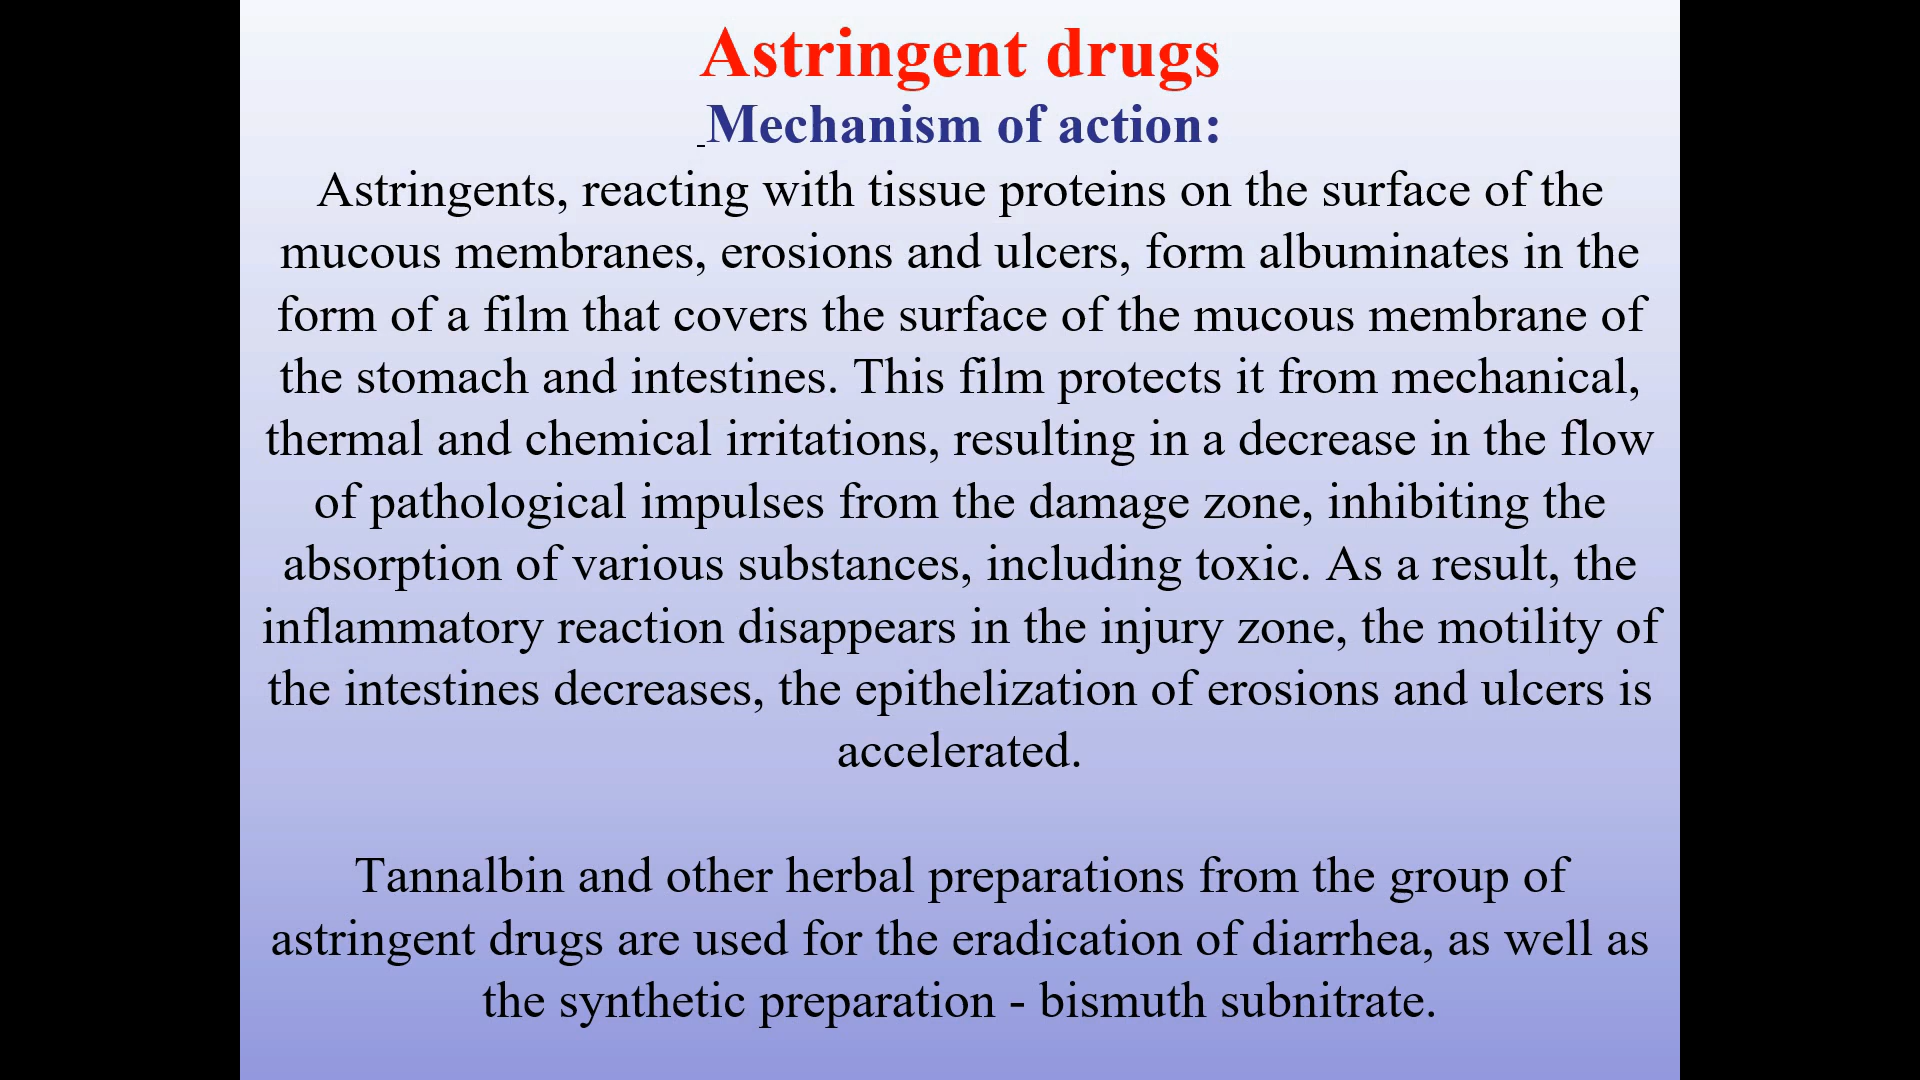 Astringent drugs
Mechanism of action:
Astringents, reacting with tissue proteins on the surface of the
mucous membranes, erosions and ulcers, form albuminates in the
form of a film that covers the surface of the mucous membrane of
the stomach and intestines. This film protects it from mechanical,
thermal and chemical irritations, resulting in a decrease in the flow
of pathological impulses from the damage zone, inhibiting the
absorption of various substances, including toxic. As a result, the
inflammatory reaction disappears in the injury zone, the motility of
the intestines decreases, the epithelization of erosions and ulcers is
accelerated.
Tannalbin and other herbal preparations from the group of
astringent drugs are used for the eradication of diarrhea, as well as
the synthetic preparation - bismuth subnitrate.